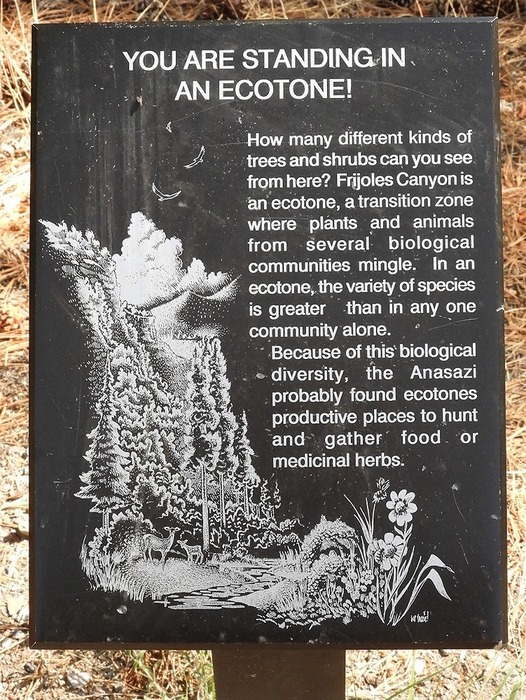 YOU ARE STANDING IN
AN ECOTONE!
How many different kinds of
trees and shrubs can you see
from here? Frijoles Canyon is
an ecotone, a transition zone
where plants and animals
from several biological
communities mingle. In an
ecotone, the variety of species
is greater than in any one
community alone.
Because of this biological
diversity, the Anasazi
probably found ecotones
productive places to hunt
and gather food or
medicinal herbs.